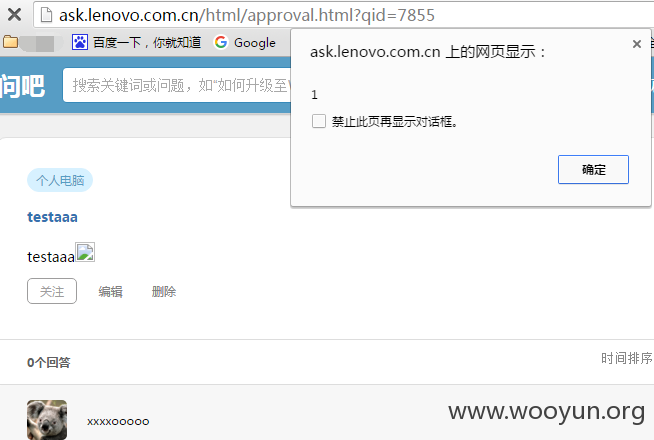 ask.lenovo.com.cn/html/approval.html?qid=7855
百度一下，你就知道 Google
ask.lenovo.com.cn 上的网页显示：
问吧
搜索关键词或问题，如"如何升级至
1
禁止此页再显示对话框。
确定
个人电脑
testaaa
testaaa
关注 编辑 删除
0个回答 时间排序
xxxxooooo
www.wooyun.org